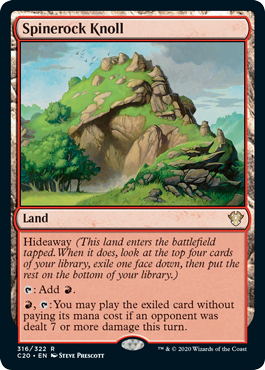 Spinerock Knoll
Land
Hideaway (This land enters the battlefield
tapped. When it does, look at the top four cards
of your library, exile one face down, then put the
rest on the bottom of your library.)
: Add .
, : You may play the exiled card without
paying its mana cost if an opponent was
dealt 7 or more damage this turn.
316/322 R
C20 • EN Steve Prescott
™ & © 2020 Wizards of the Coast